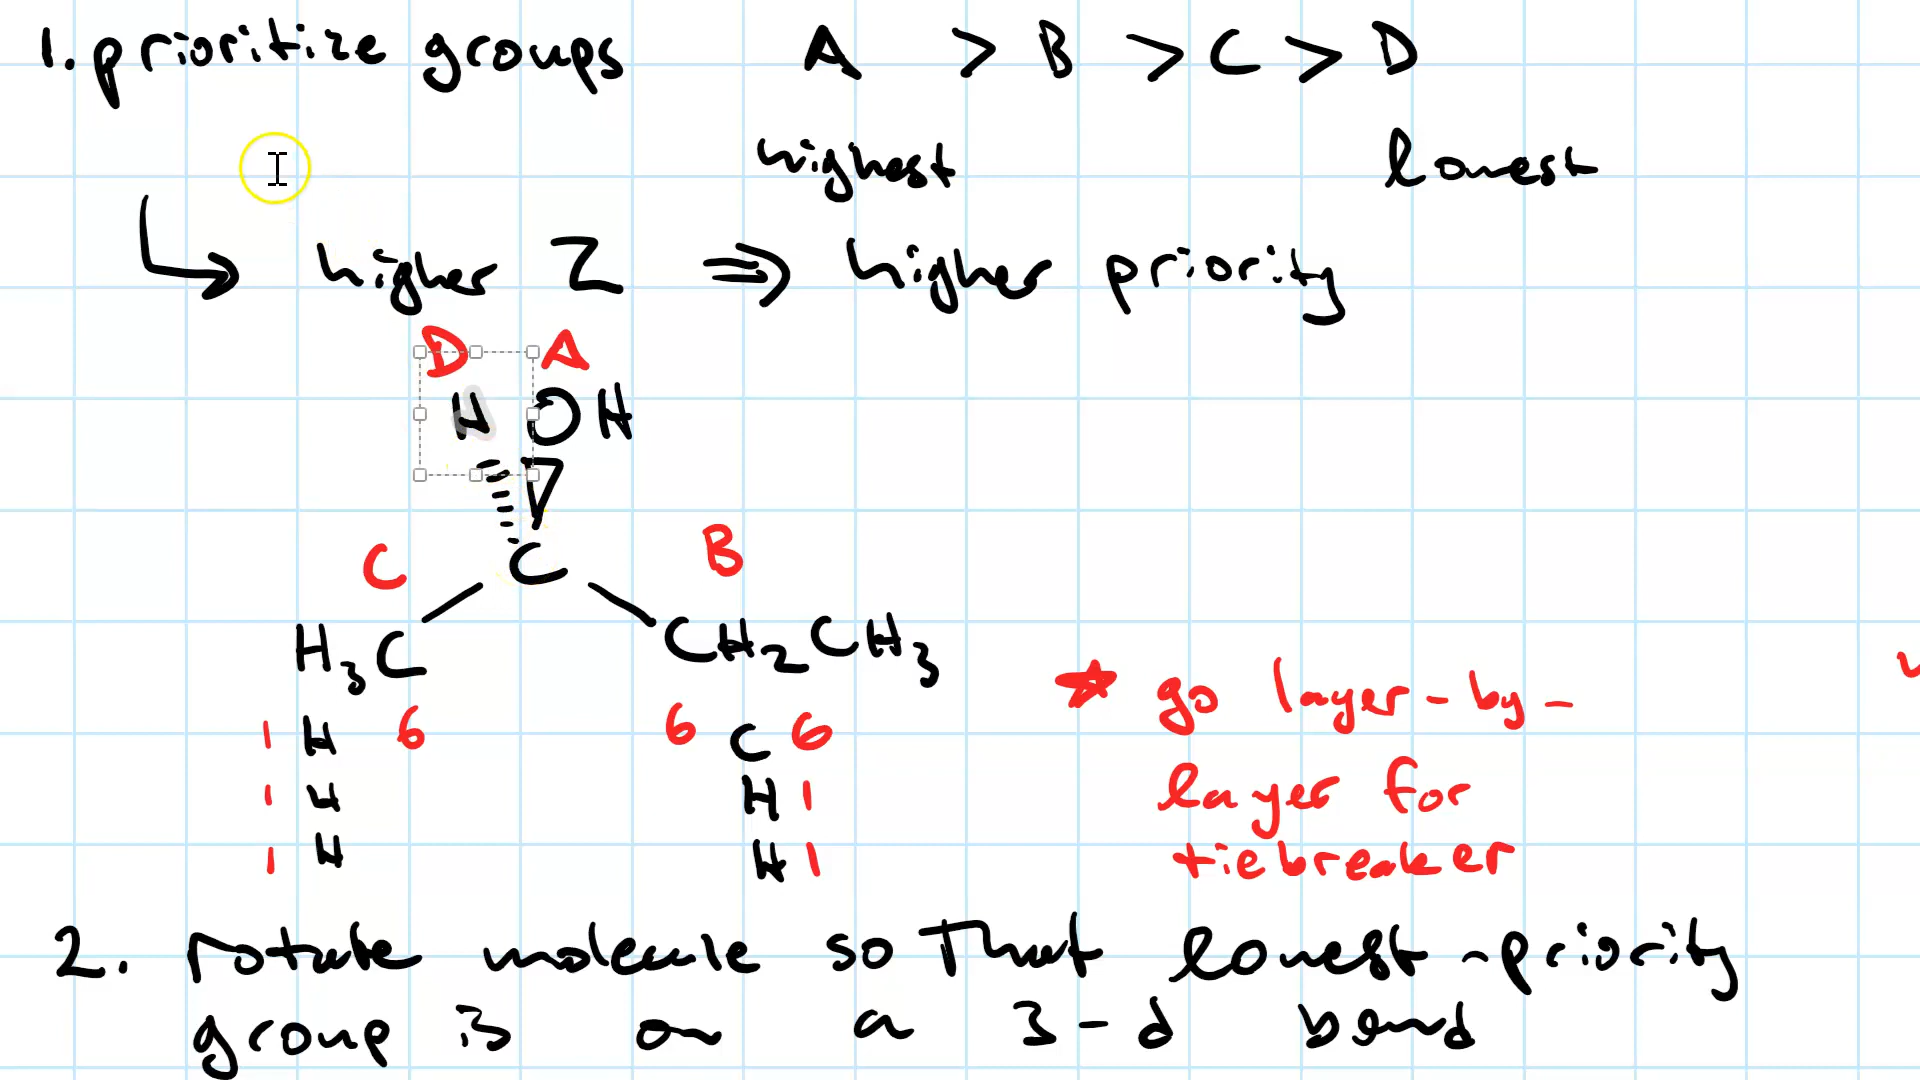 1. prioritize groups A > B > C > D
highest lowest
higher Z ⇒ higher priority
D A
H OH
C
C B
H3C CH2CH3
1 H 6 6 C 6
1 H H 1
1 H H 1
★ go layer-by-
layer for
tiebreaker
2. rotate molecule so that lowest-priority
group is on a 3-d bond